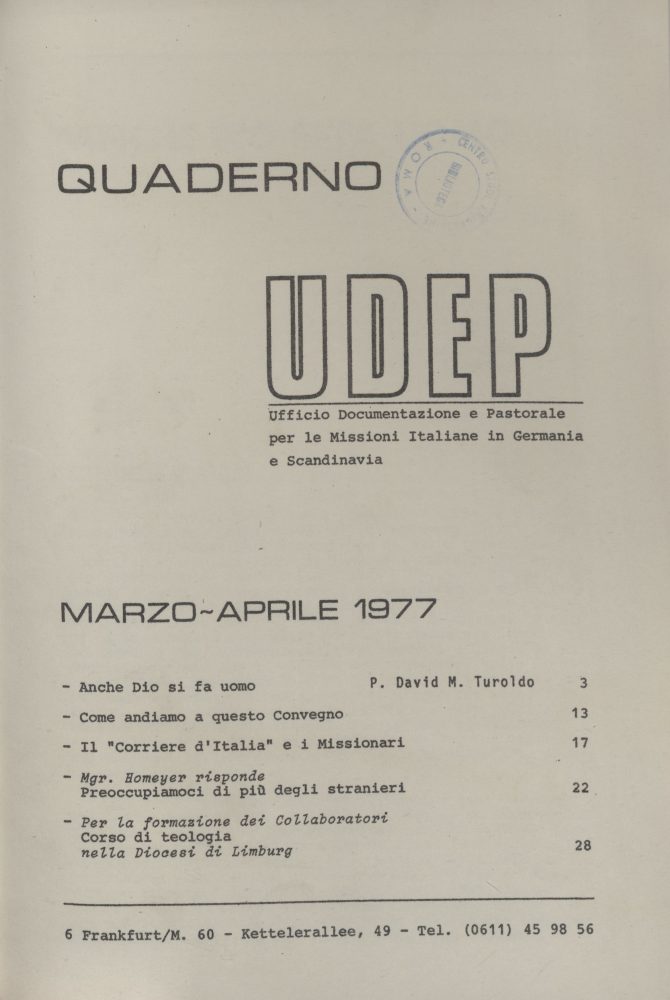 QUADERNO
ROMA - CENTRO
BIBLIOTECA
UDEP
Ufficio Documentazione e Pastorale
per le Missioni Italiane in Germania
e Scandinavia
MARZO~APRILE 1977
- Anche Dio si fa uomo P. David M. Turoldo 3
- Come andiamo a questo Convegno 13
- Il "Corriere d'Italia" e i Missionari 17
- Mgr. Homeyer risponde
Preoccupiamoci di più degli stranieri 22
- Per la formazione dei Collaboratori
Corso di teologia
nella Diocesi di Limburg 28
6 Frankfurt/M. 60 - Kettelerallee, 49 - Tel. (0611) 45 98 56